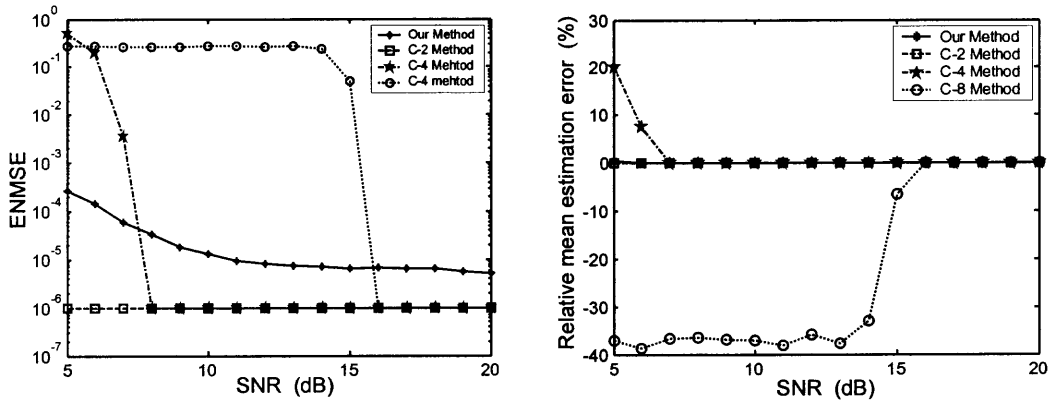 10^0
10^-1
10^-2
10^-3
10^-4
10^-5
10^-6
10^-7
ENMSE
5
10
15
20
SNR (dB)
Our Method
C-2 Method
C-4 Mehtod
C-4 mehtod
30
20
10
0
-10
-20
-30
-40
Relative mean estimation error (%)
5
10
15
20
SNR (dB)
Our Method
C-2 Method
C-4 Method
C-8 Method